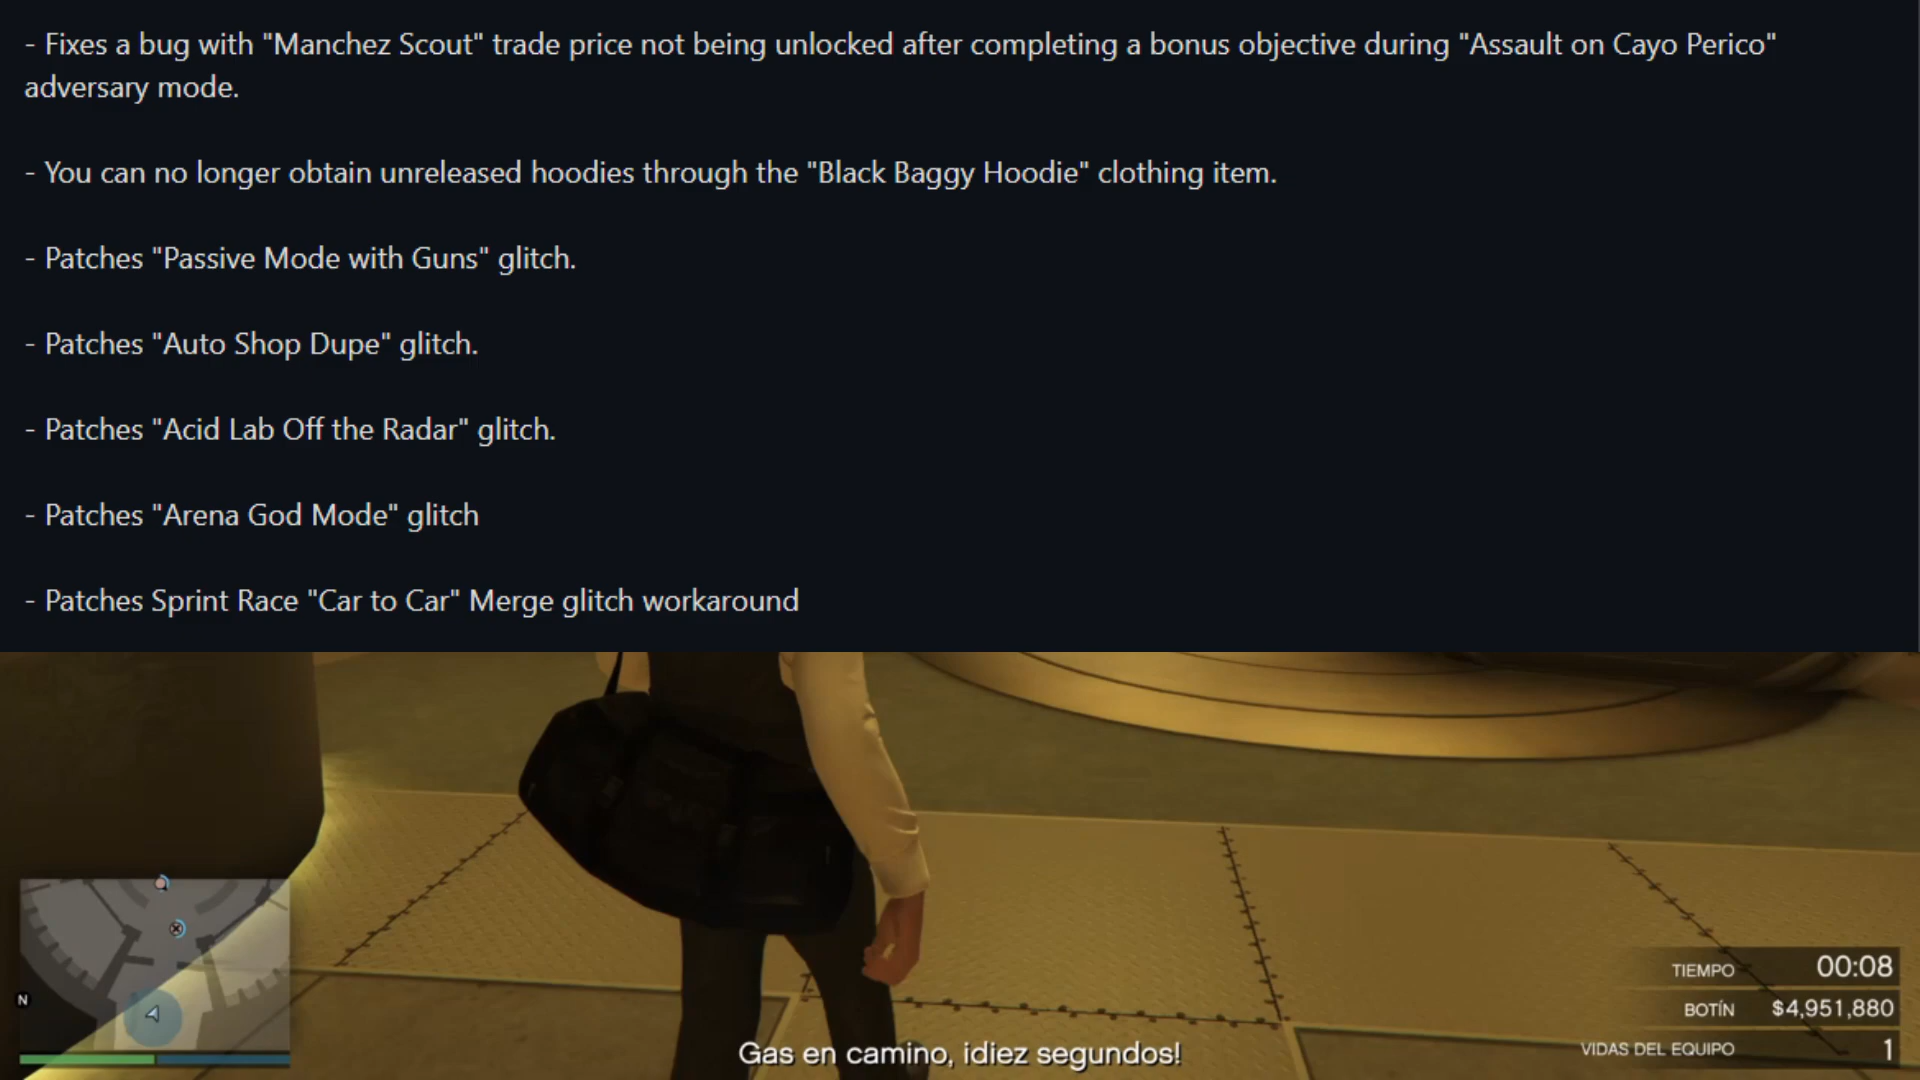 - Fixes a bug with "Manchez Scout" trade price not being unlocked after completing a bonus objective during "Assault on Cayo Perico"
adversary mode.
- You can no longer obtain unreleased hoodies through the "Black Baggy Hoodie" clothing item.
- Patches "Passive Mode with Guns" glitch.
- Patches "Auto Shop Dupe" glitch.
- Patches "Acid Lab Off the Radar" glitch.
- Patches "Arena God Mode" glitch
- Patches Sprint Race "Car to Car" Merge glitch workaround
N
TIEMPO 00:08
BOTÍN $4,951,880
VIDAS DEL EQUIPO 1
Gas en camino, ¡diez segundos!